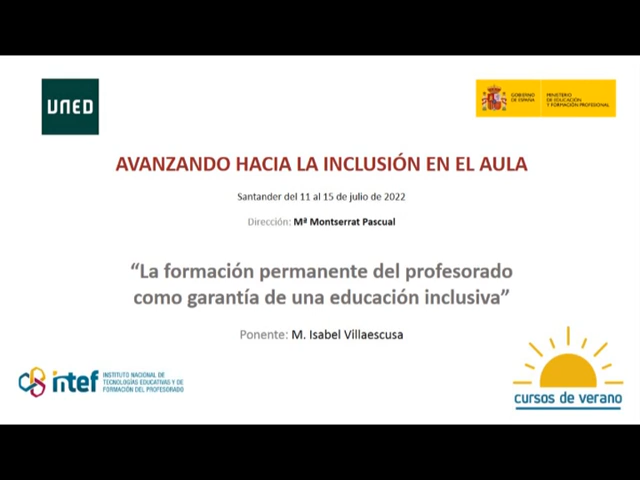 UNED
GOBIERNO
DE ESPAÑA
MINISTERIO
DE EDUCACIÓN
Y FORMACIÓN PROFESIONAL
AVANZANDO HACIA LA INCLUSIÓN EN EL AULA
Santander del 11 al 15 de julio de 2022
Dirección: Mª Montserrat Pascual
“La formación permanente del profesorado
como garantía de una educación inclusiva”
Ponente: M. Isabel Villaescusa
intef
INSTITUTO NACIONAL DE
TECNOLOGÍAS EDUCATIVAS Y DE
FORMACIÓN DEL PROFESORADO
cursos de verano